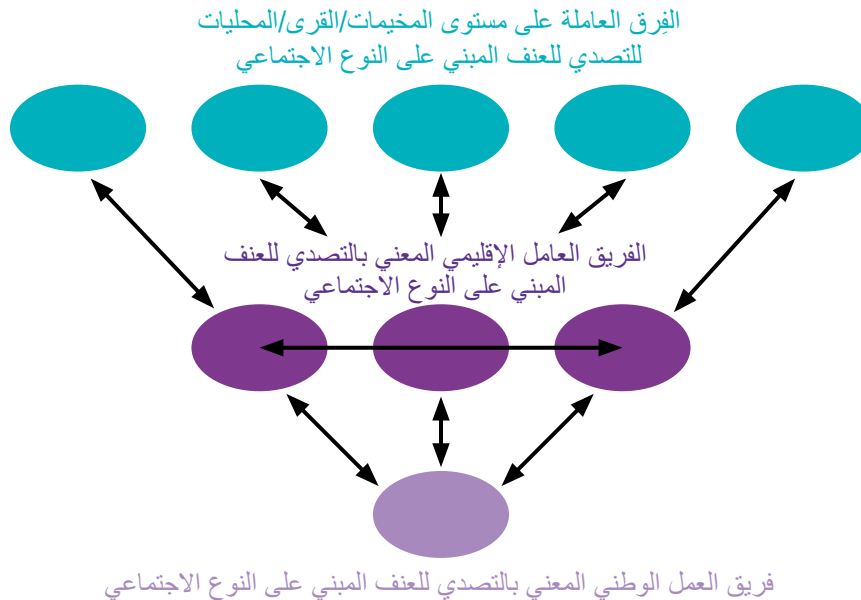 الفِرق العاملة على مستوى المخيمات/القرى/المحليات
للتصدي للعنف المبني على النوع الاجتماعي
الفريق العامل الإقليمي المعني بالتصدي للعنف
المبني على النوع الاجتماعي
فريق العمل الوطني المعني بالتصدي للعنف المبني على النوع الاجتماعي